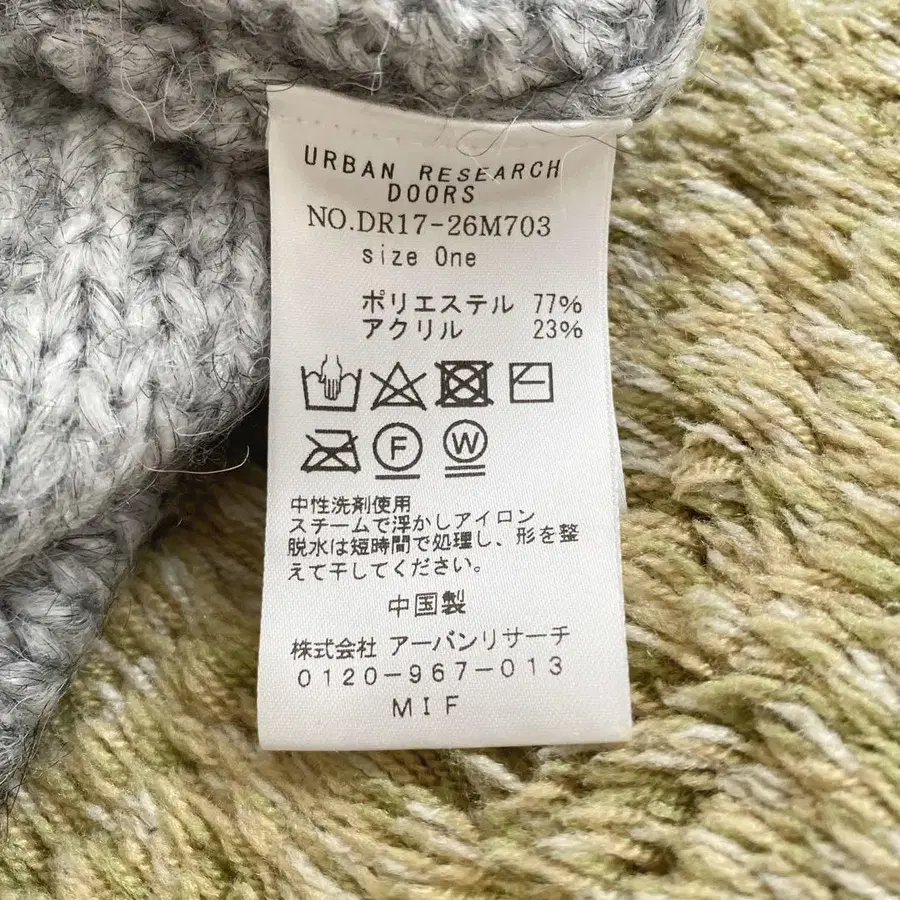 URBAN RESEARCH
DOORS
NO.DR17-26M703
size One
ポリエステル 77%
アクリル 23%
F W
中性洗剤使用
スチームで浮かしアイロン
脱水は短時間で処理し、形を整
えて干してください。
中国製
株式会社 アーバンリサーチ
0120-967-013
MIF